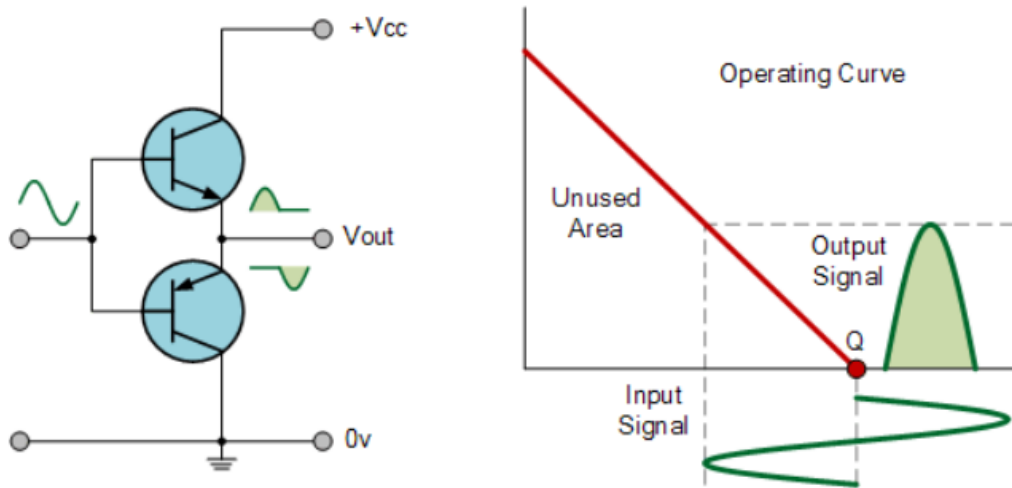 +Vcc
Vout
0v
Operating Curve
Unused
Area
Output
Signal
Q
Input
Signal